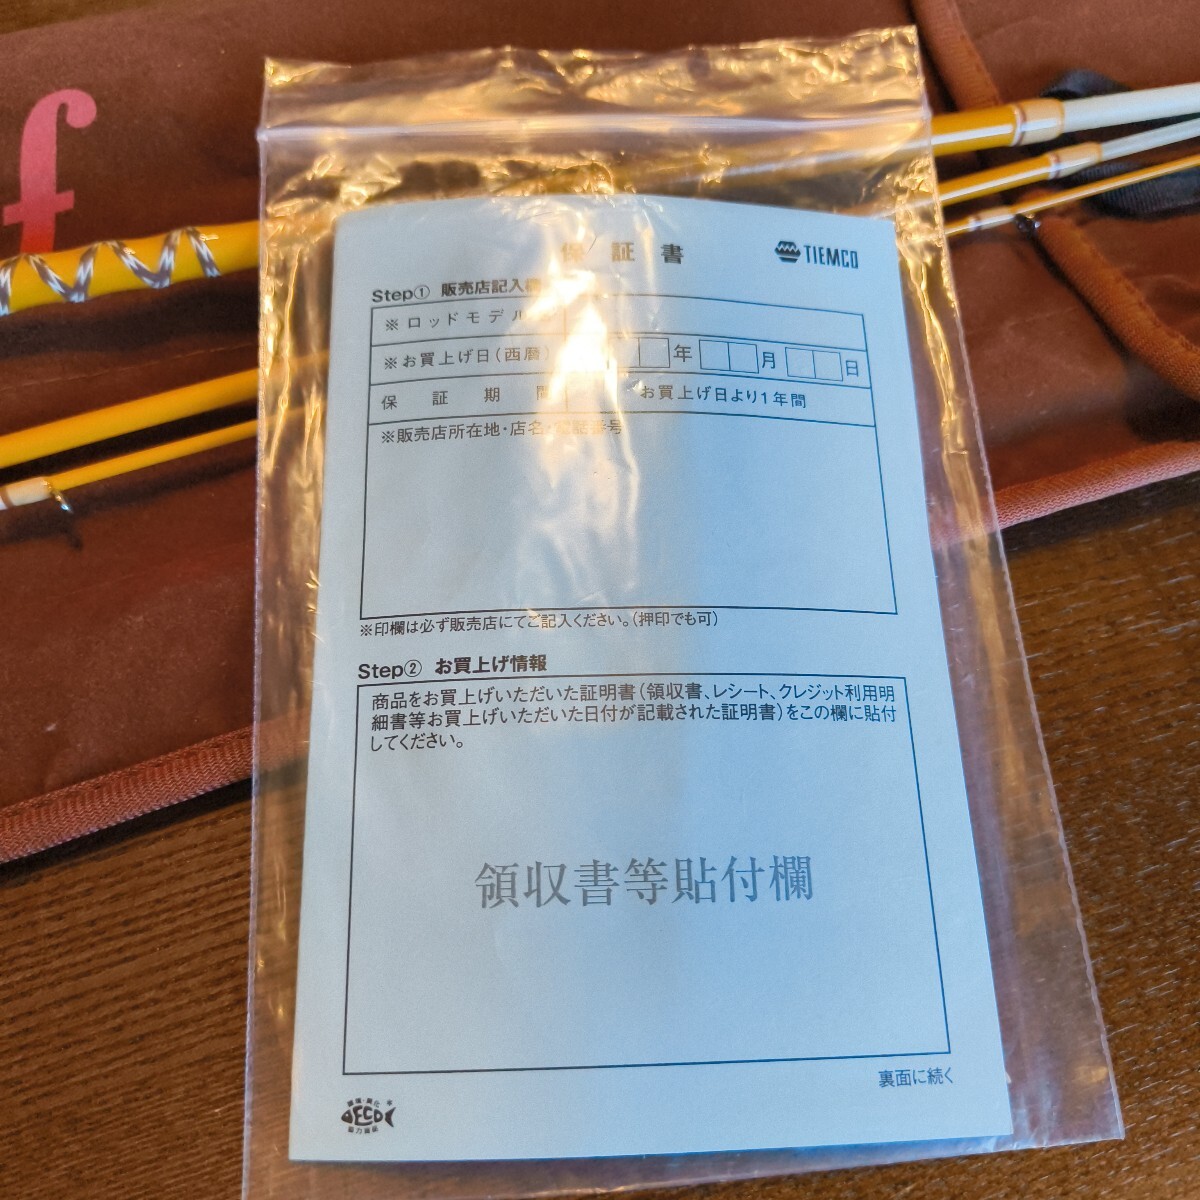 f
保証書
TIEMCO
Step① 販売店記入欄
※ロッドモデル
※お買上げ日(西暦) 年 月 日
保証期間 お買上げ日より1年間
※販売店所在地・店名・電話番号
※印欄は必ず販売店にてご記入ください。(押印でも可)
Step② お買上げ情報
商品をお買上げいただいた証明書(領収書、レシート、クレジット利用明
細書等お買上げいただいた日付が記載された証明書)をこの欄に貼付
してください。
領収書等貼付欄
裏面に続く
ECO